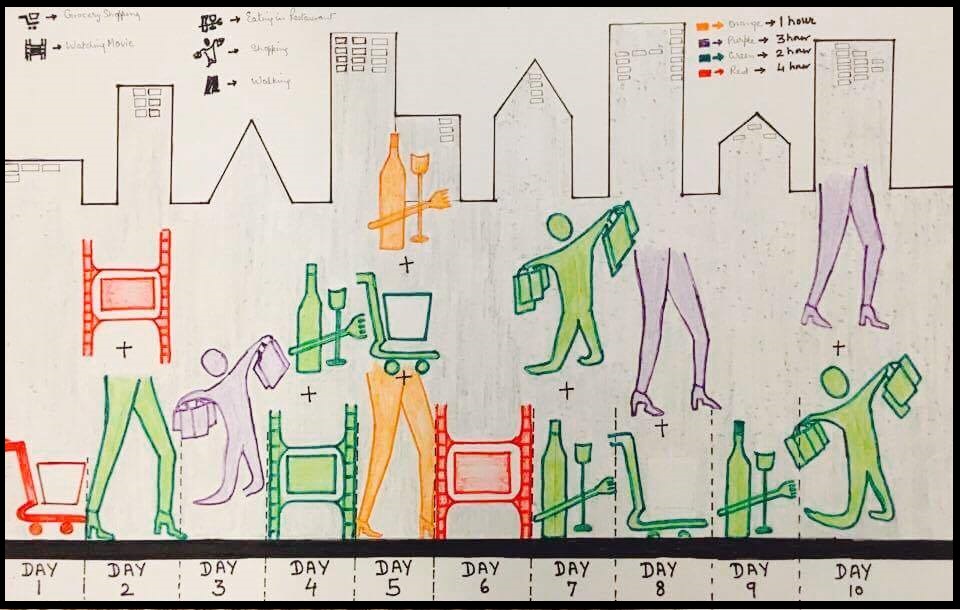 → Grocery Shopping
→ Watching Movie
→ Eating in Restaurant
→ Shopping
→ Walking
→ Orange → 1 hour
→ Purple → 3 hour
→ Green → 2 hour
→ Red → 4 hour
+
+
+
+
+
+
+
+
DAY 1
DAY 2
DAY 3
DAY 4
DAY 5
DAY 6
DAY 7
DAY 8
DAY 9
DAY 10